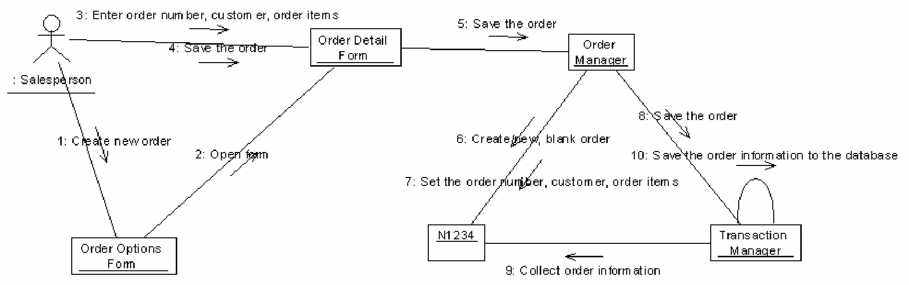 3: Enter order number, customer, order items
5: Save the order
4: Save the order
Order Detail
Form
Order
Manager
: Salesperson
1: Create new order
2: Open form
6: Create new, blank order
8: Save the order
10: Save the order information to the database
7: Set the order number, customer, order items
N1234
Transaction
Manager
Order Options
Form
9: Collect order information